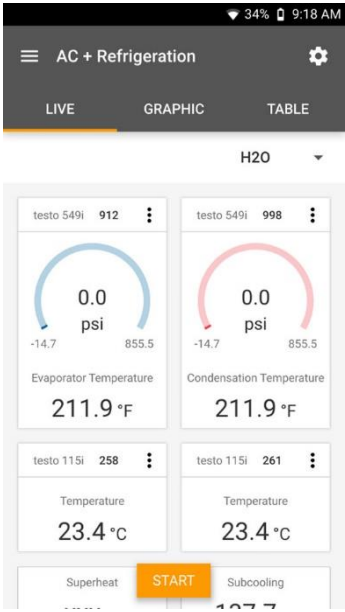 34% 9:18 AM
AC + Refrigeration
LIVE GRAPHIC TABLE
H2O
testo 549i 912
testo 549i 998
0.0
psi
-14.7 855.5
0.0
psi
-14.7 855.5
Evaporator Temperature
211.9 °F
Condensation Temperature
211.9 °F
testo 115i 258
testo 115i 261
Temperature
23.4 °C
Temperature
23.4 °C
Superheat
START
Subcooling